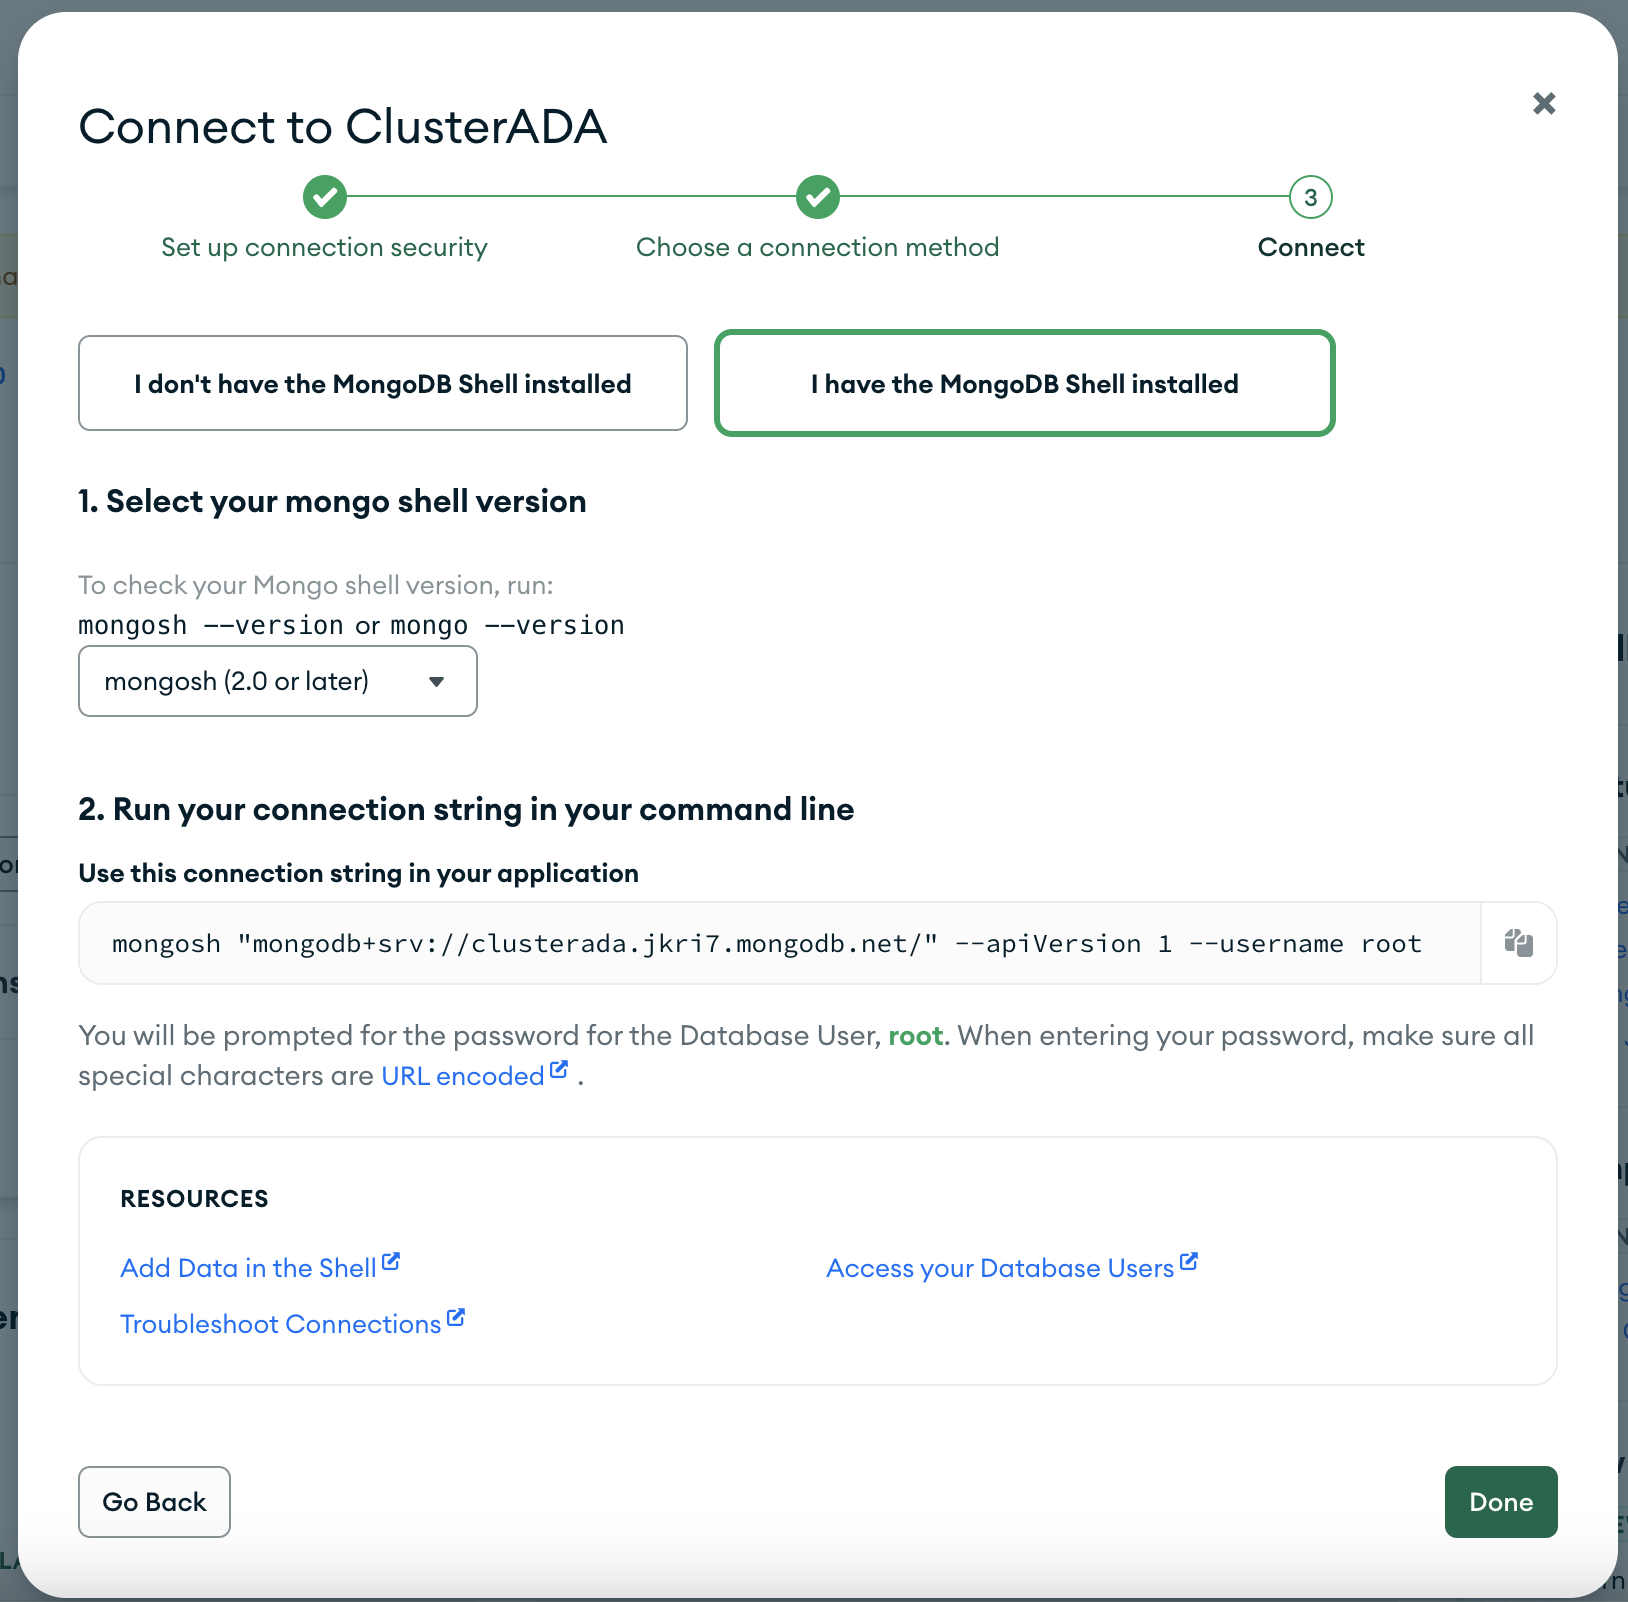 Connect to ClusterADA
3
Set up connection security
Choose a connection method
Connect
I don't have the MongoDB Shell installed
I have the MongoDB Shell installed
1. Select your mongo shell version
To check your Mongo shell version, run:
mongosh --version or mongo --version
mongosh (2.0 or later)
2. Run your connection string in your command line
Use this connection string in your application
mongosh "mongodb+srv://clusterada.jkri7.mongodb.net/" --apiVersion 1 --username root
You will be prompted for the password for the Database User, root. When entering your password, make sure all
special characters are URL encoded .
RESOURCES
Add Data in the Shell
Access your Database Users
Troubleshoot Connections
Go Back
Done